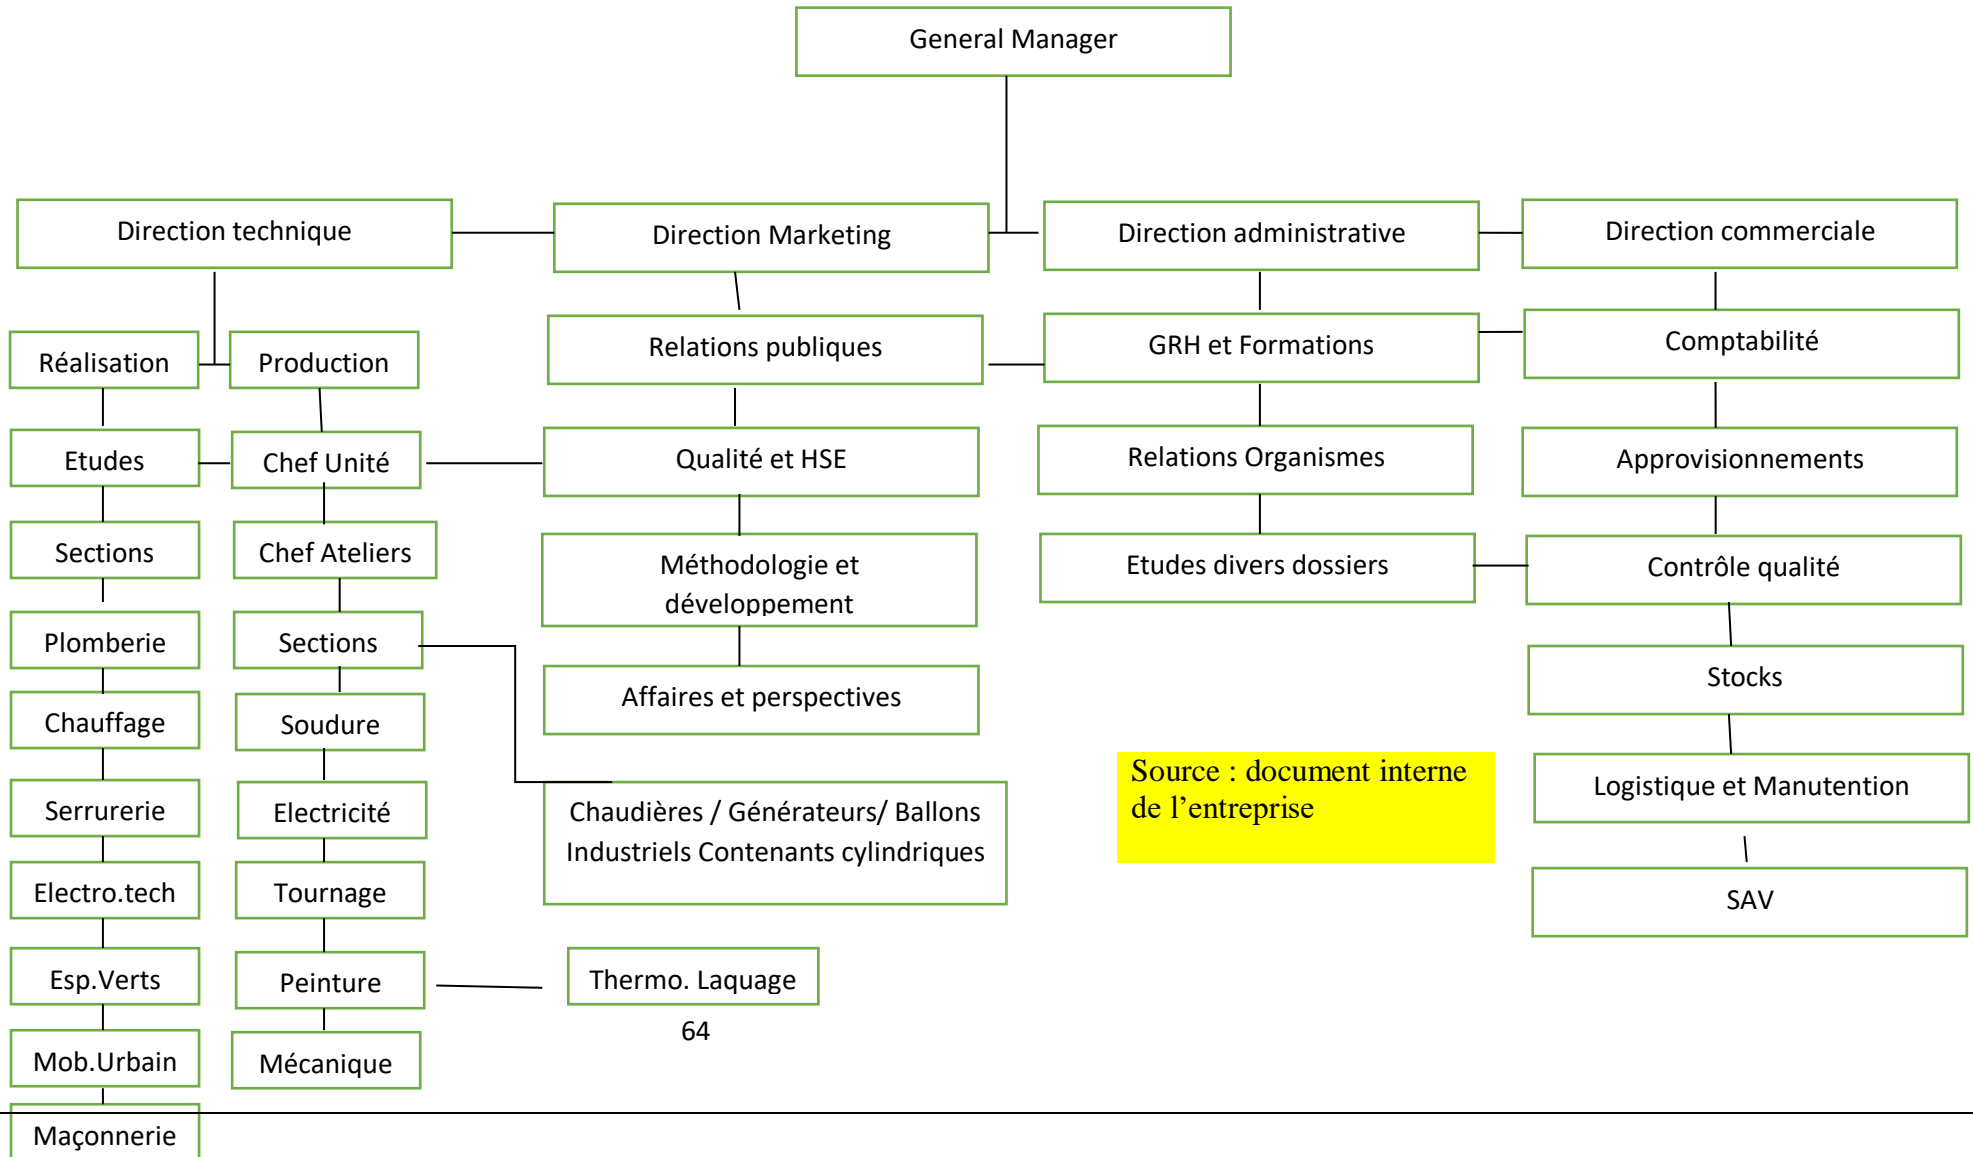 General Manager
Direction technique
Direction Marketing
Direction administrative
Direction commerciale
Réalisation
Production
Relations publiques
GRH et Formations
Comptabilité
Etudes
Chef Unité
Qualité et HSE
Relations Organismes
Approvisionnements
Sections
Chef Ateliers
Méthodologie et
développement
Etudes divers dossiers
Contrôle qualité
Plomberie
Sections
Affaires et perspectives
Stocks
Chauffage
Soudure
Source : document interne
de l’entreprise
Logistique et Manutention
Serrurerie
Electricité
Chaudières / Générateurs/ Ballons
Industriels Contenants cylindriques
Electro.tech
Tournage
SAV
Esp.Verts
Peinture
Thermo. Laquage
64
Mob.Urbain
Mécanique
Maçonnerie